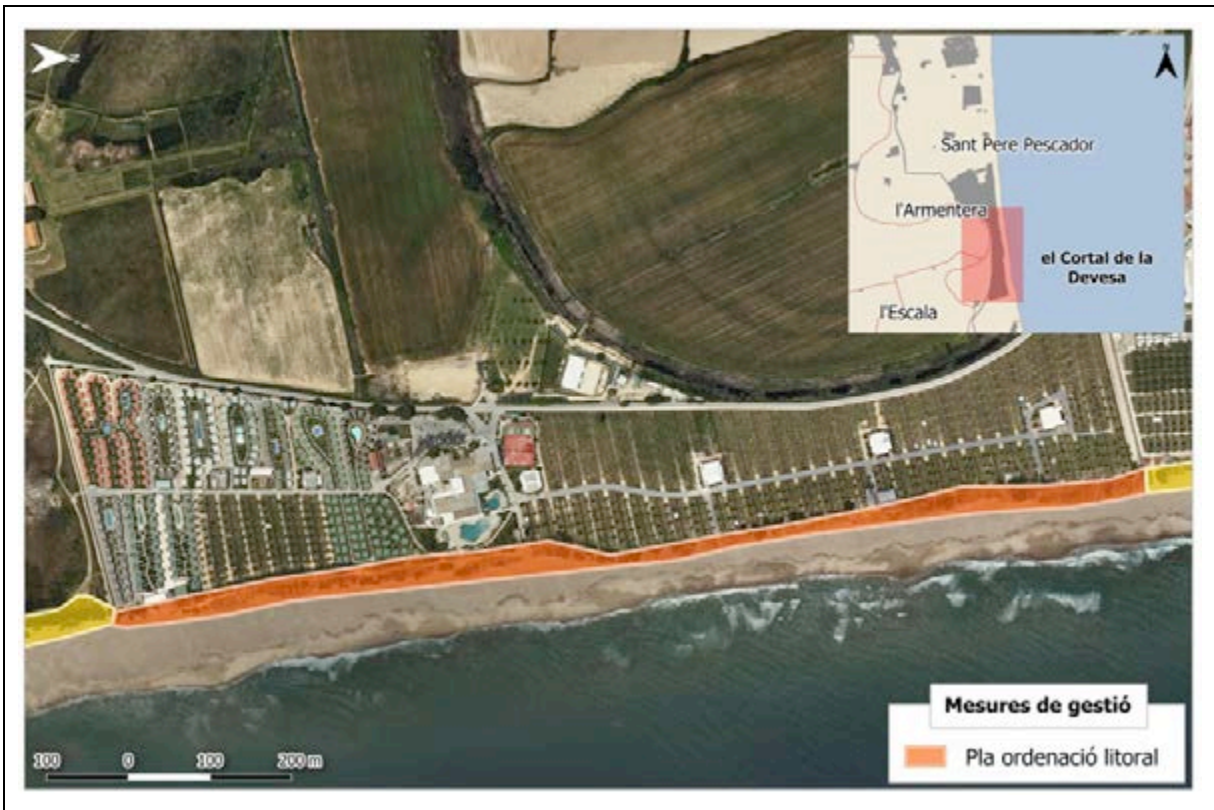 N
Sant Pere Pescador
l'Armentera
el Cortal de la
Devesa
l'Escala
Mesures de gestió
Pla ordenació litoral
100 0 100 200 m